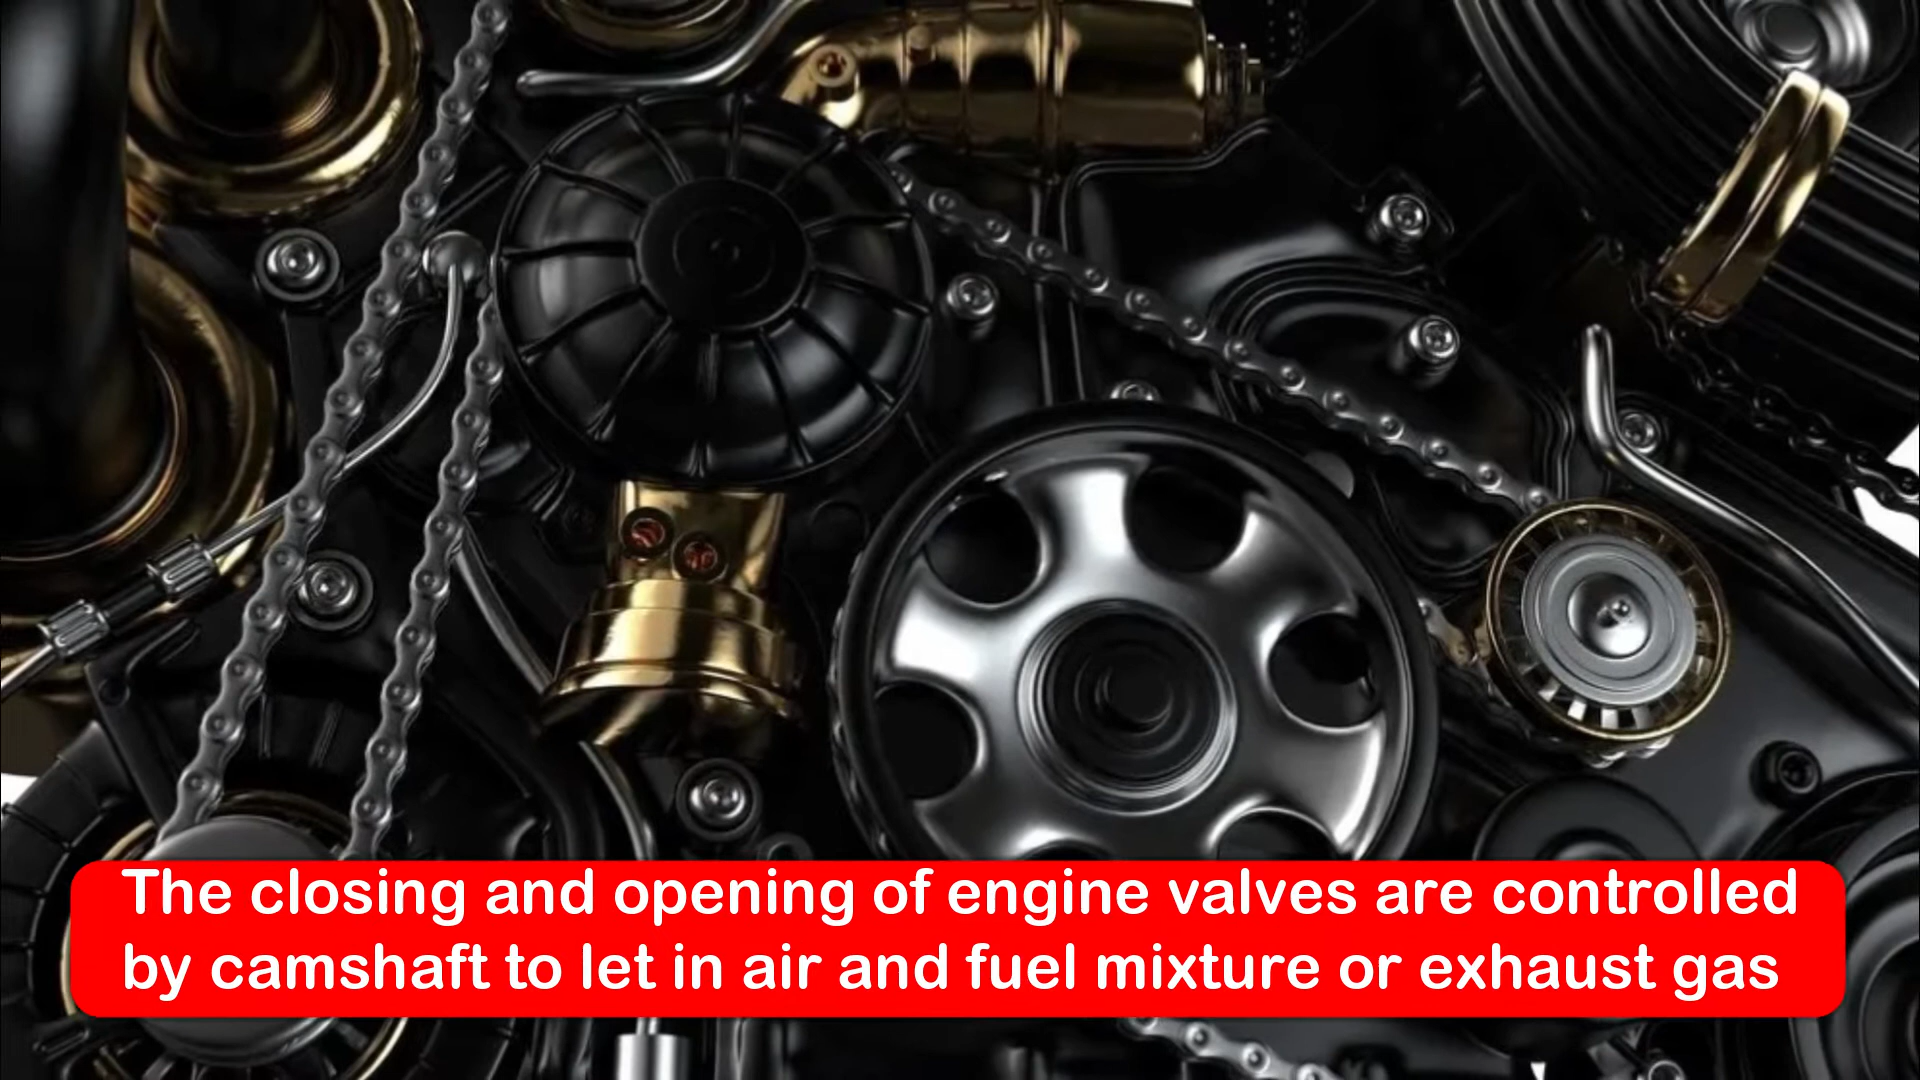 The closing and opening of engine valves are controlled
by camshaft to let in air and fuel mixture or exhaust gas